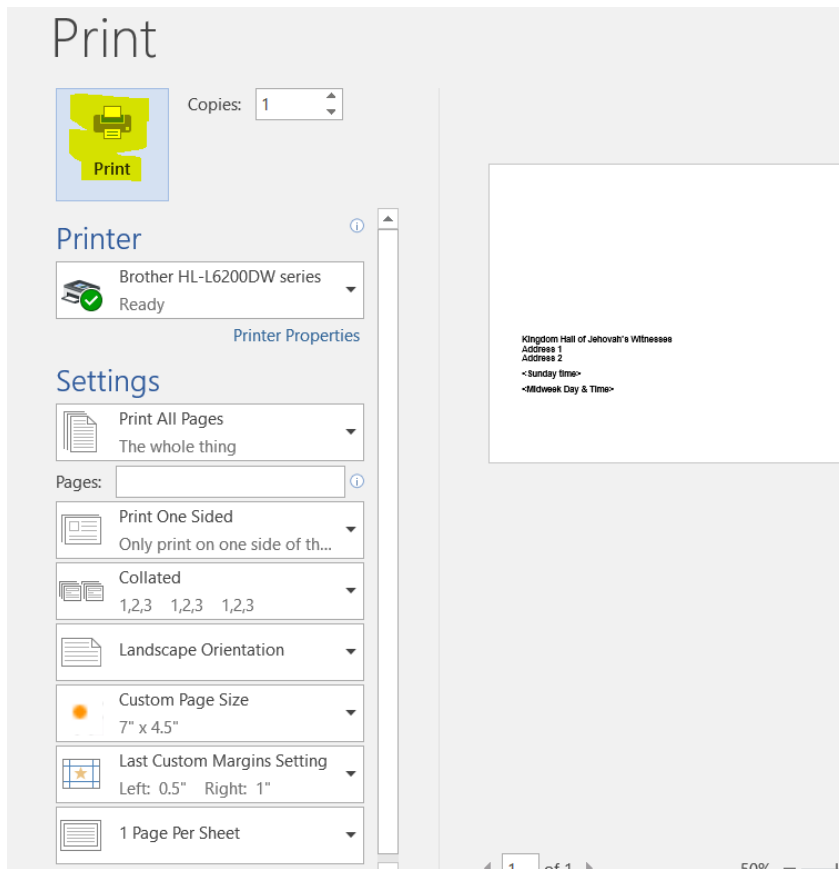 Print
Copies: 1
Print
Printer
Brother HL-L6200DW series
Ready
Printer Properties
Settings
Print All Pages
The whole thing
Pages:
Print One Sided
Only print on one side of th...
Collated
1,2,3 1,2,3 1,2,3
Landscape Orientation
Custom Page Size
7" x 4.5"
Last Custom Margins Setting
Left: 0.5" Right: 1"
1 Page Per Sheet
Kingdom Hall of Jehovah's Witnesses
Address 1
Address 2
<Sunday time>
<Midweek Day & Time>
1 of 1
50%